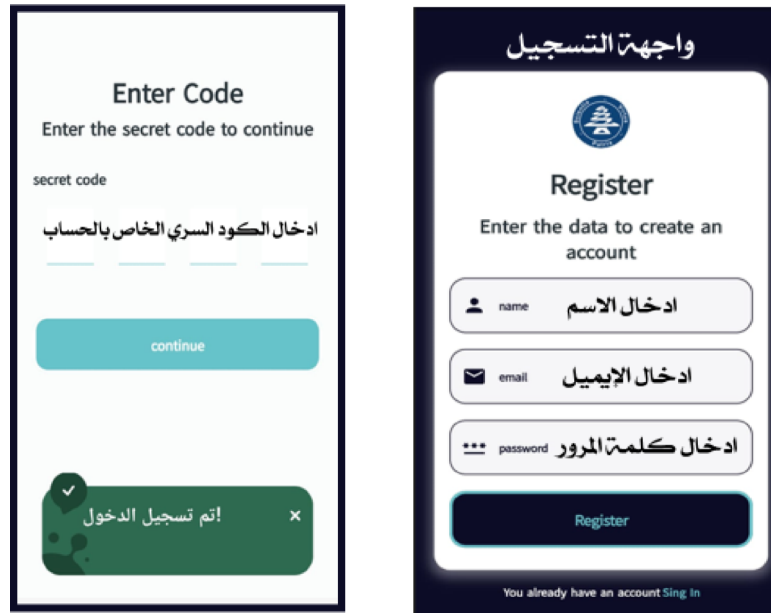 Enter Code
Enter the secret code to continue
secret code
ادخال الكود السري الخاص بالحساب
continue
تم تسجيل الدخول!
واجهة التسجيل
Register
Enter the data to create an
account
name ادخال الاسم
email ادخال الإيميل
password ادخال كلمة المرور
Register
You already have an account Sing In